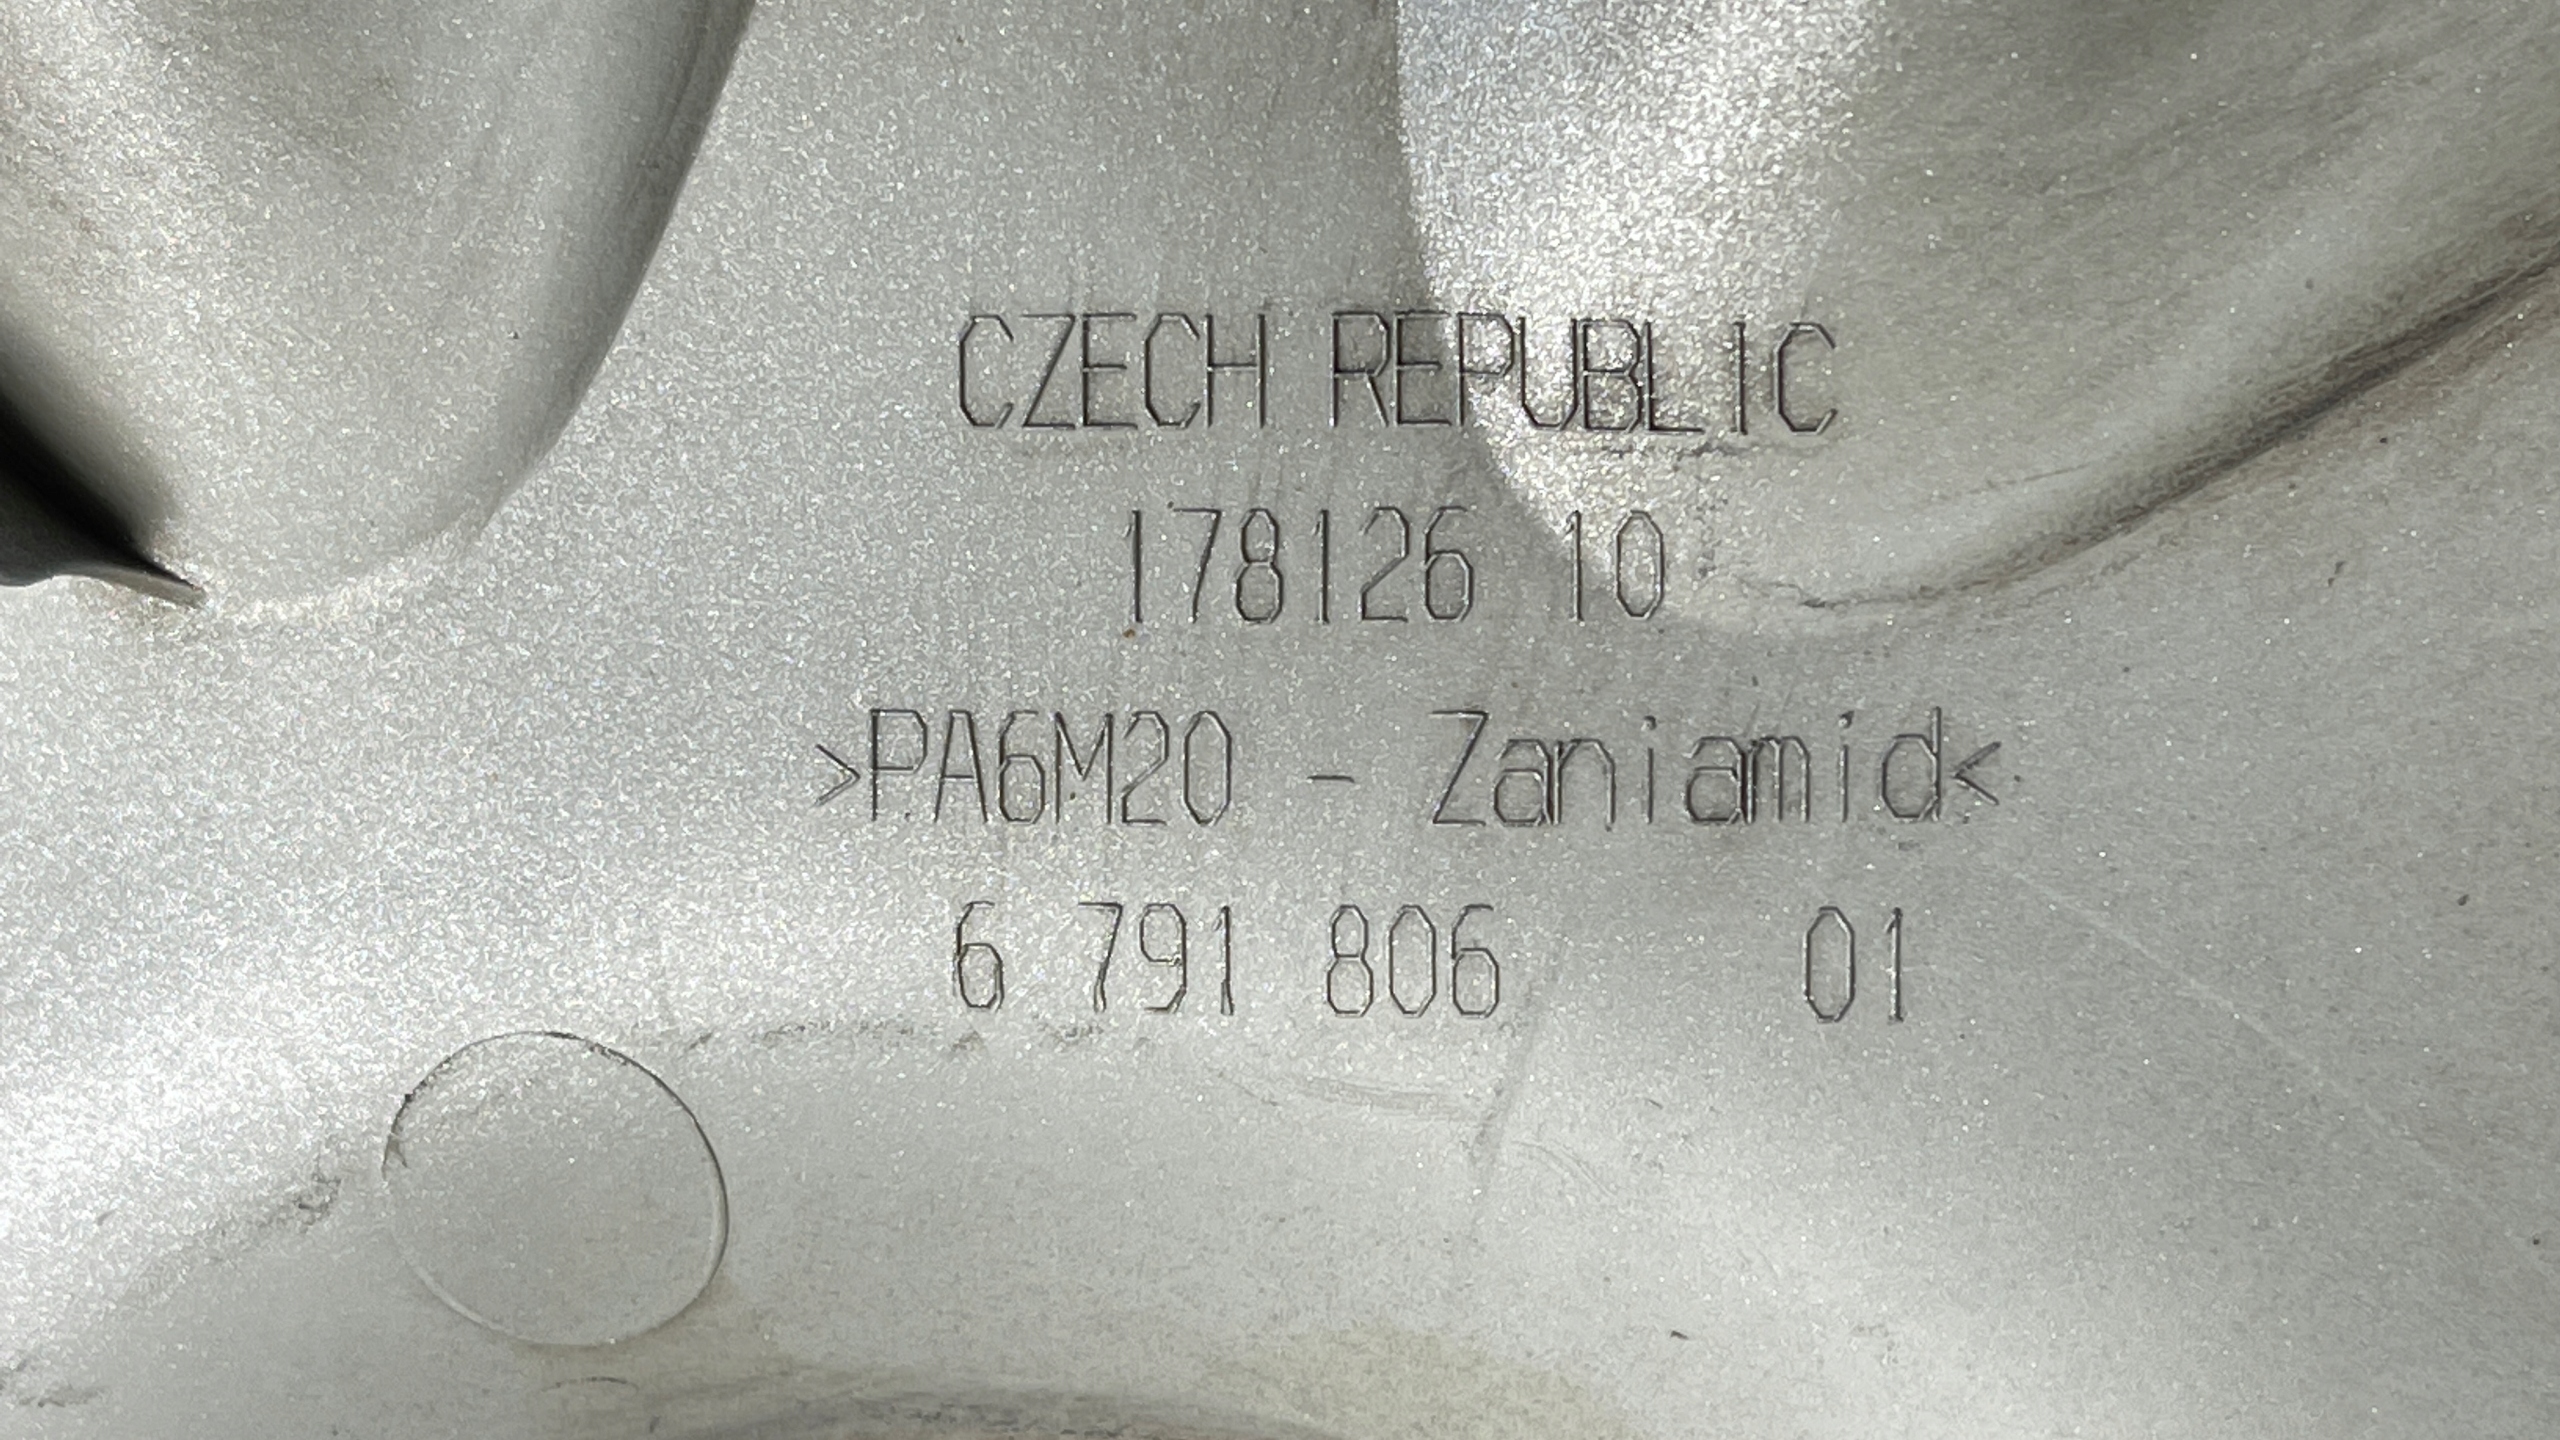 CZECH REPUBLIC
178126 10
>PA6M20 - Zaniamid<
6 791 806 01